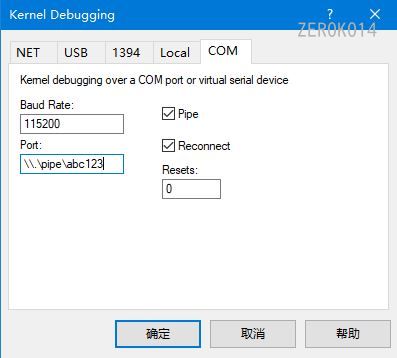 Kernel Debugging
?
ZEROK014
NET USB 1394 Local COM
Kernel debugging over a COM port or virtual serial device
Baud Rate:
115200
Pipe
Port:
\\.\pipe\abc123
Reconnect
Resets:
0
确定 取消 帮助